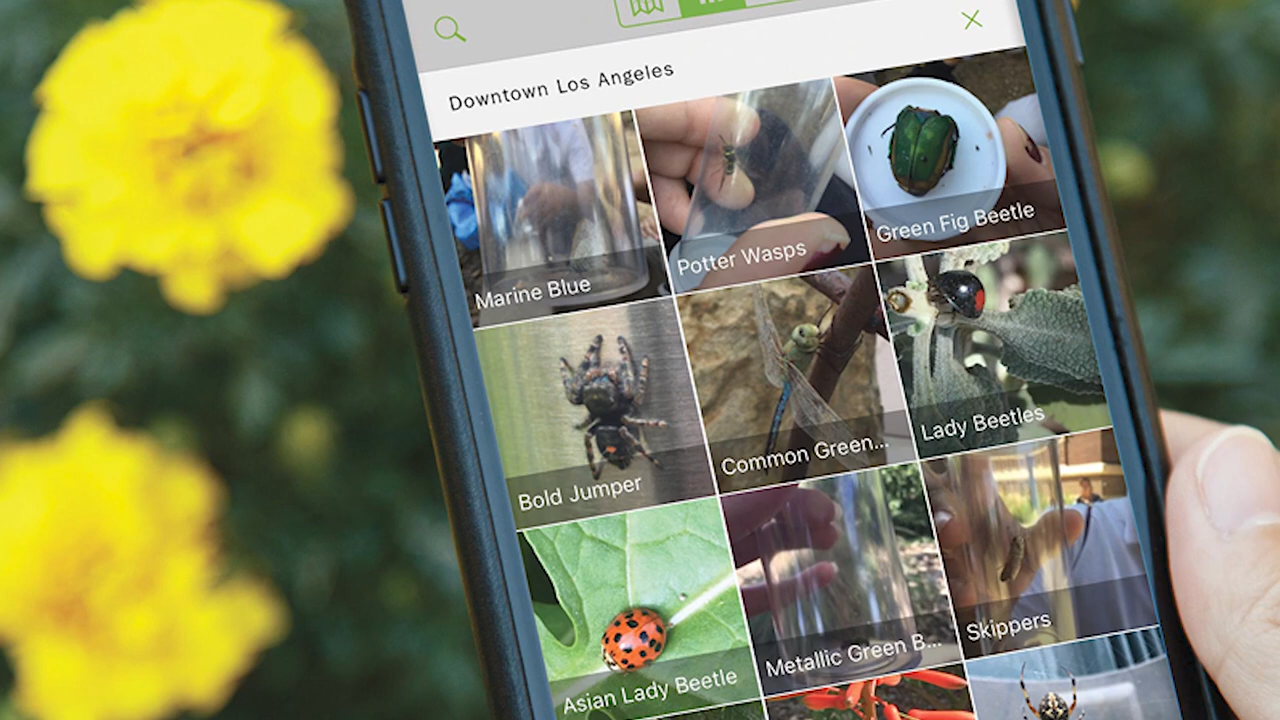 Downtown Los Angeles
Marine Blue
Potter Wasps
Green Fig Beetle
Bold Jumper
Common Green...
Lady Beetles
Asian Lady Beetle
Metallic Green B...
Skippers